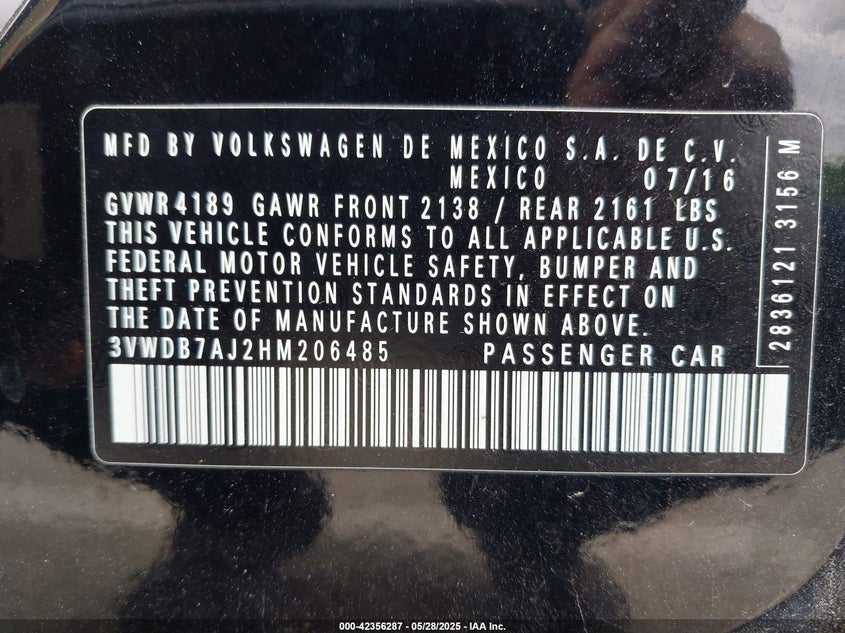 MFD BY VOLKSWAGEN DE MEXICO S.A. DE C.V.
MEXICO 07/16
GVWR 4189 GAWR FRONT 2138 / REAR 2161 LBS
THIS VEHICLE CONFORMS TO ALL APPLICABLE U.S.
FEDERAL MOTOR VEHICLE SAFETY, BUMPER AND
THEFT PREVENTION STANDARDS IN EFFECT ON
THE DATE OF MANUFACTURE SHOWN ABOVE.
3VWDB7AJ2HM206485 PASSENGER CAR
2836121 3156 M
000-42356287 - 05/28/2025 - IAA Inc.